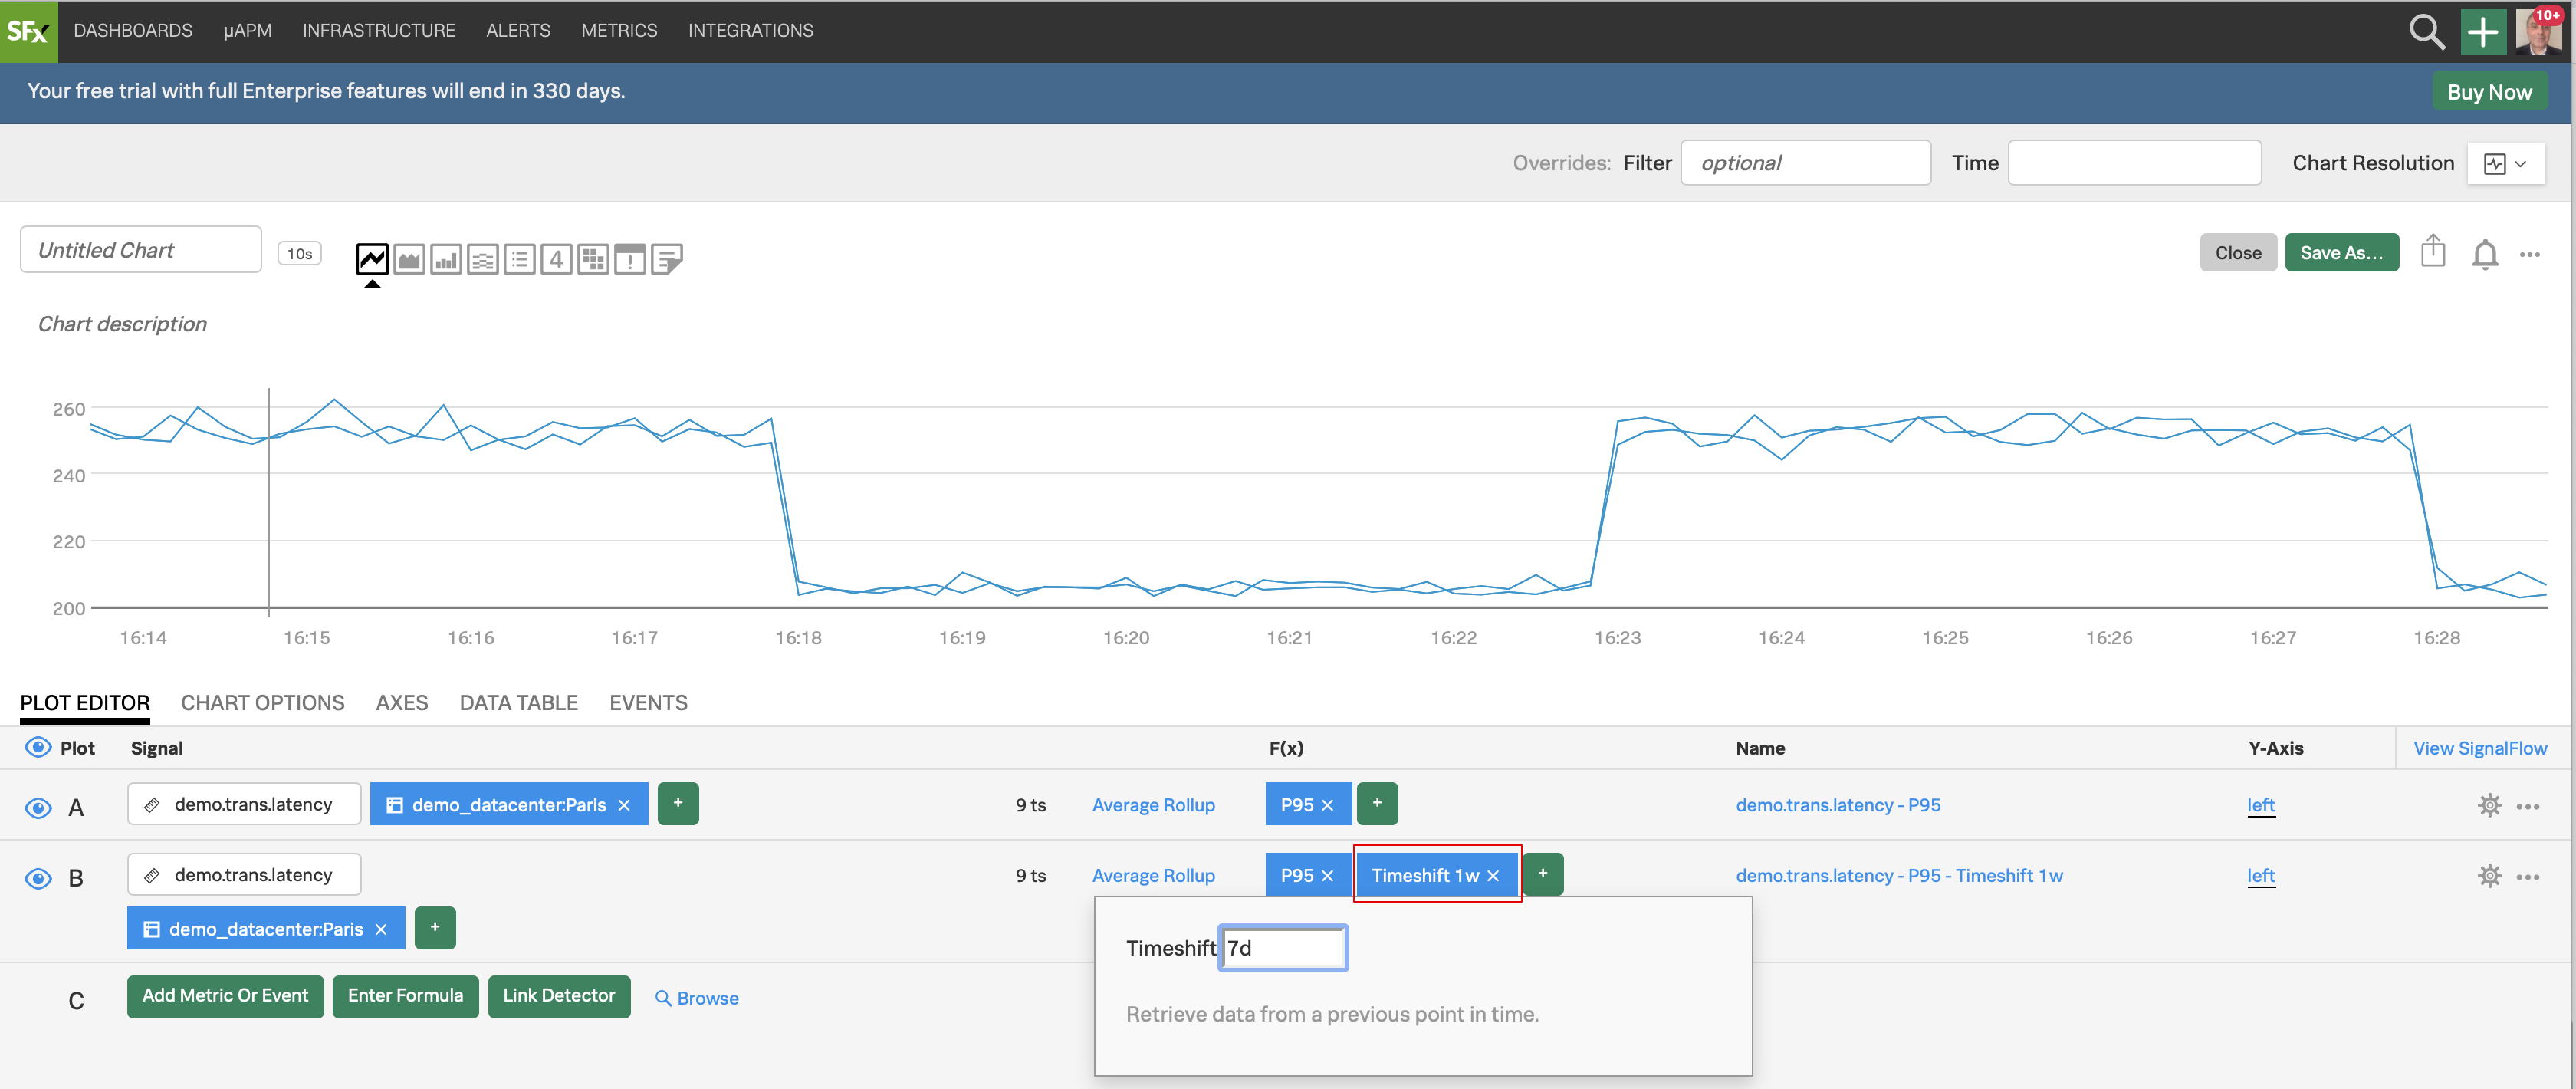 SFx DASHBOARDS µAPM INFRASTRUCTURE ALERTS METRICS INTEGRATIONS 10+
Your free trial with full Enterprise features will end in 330 days. Buy Now
Overrides: Filter optional Time Chart Resolution
Untitled Chart 10s 4 Close Save As...
Chart description
260
240
220
200
16:14 16:15 16:16 16:17 16:18 16:19 16:20 16:21 16:22 16:23 16:24 16:25 16:26 16:27 16:28
PLOT EDITOR CHART OPTIONS AXES DATA TABLE EVENTS
Plot Signal F(x) Name Y-Axis View SignalFlow
A demo.trans.latency demo_datacenter:Paris × + 9 ts Average Rollup P95 × + demo.trans.latency - P95 left
B demo.trans.latency 9 ts Average Rollup P95 × Timeshift 1w × + demo.trans.latency - P95 - Timeshift 1w left
demo_datacenter:Paris × +
Timeshift 7d
C Add Metric Or Event Enter Formula Link Detector Browse
Retrieve data from a previous point in time.